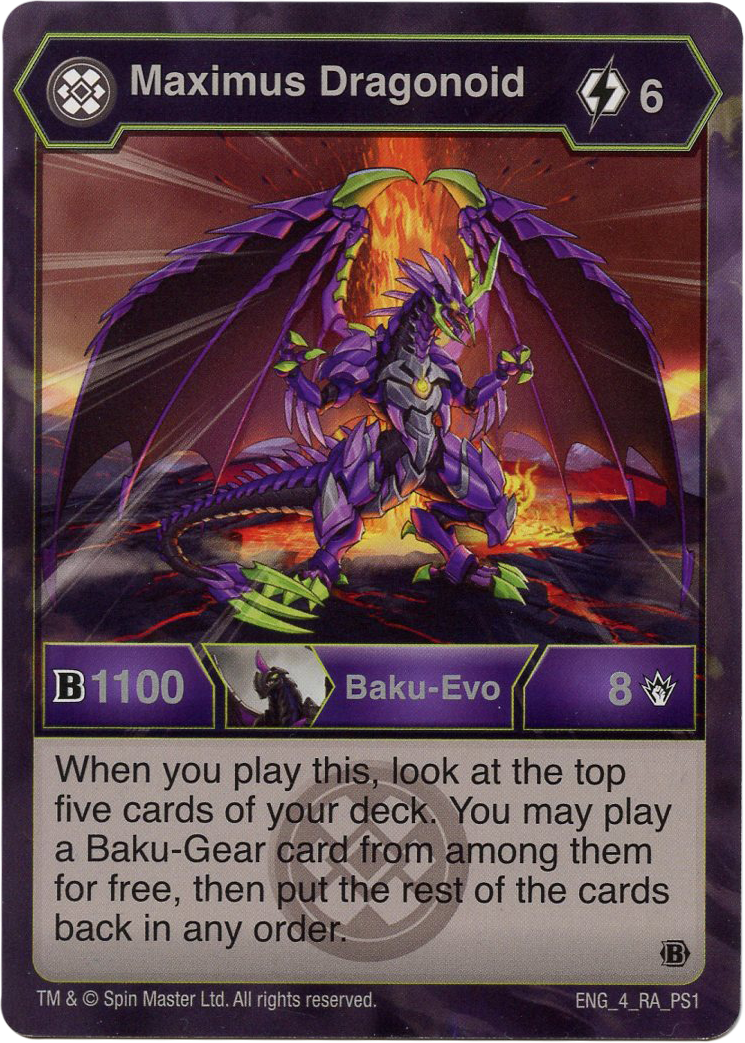 Maximus Dragonoid
6
B1100
Baku-Evo
8
When you play this, look at the top
five cards of your deck. You may play
a Baku-Gear card from among them
for free, then put the rest of the cards
back in any order.
B
TM & © Spin Master Ltd. All rights reserved.
ENG_4_RA_PS1